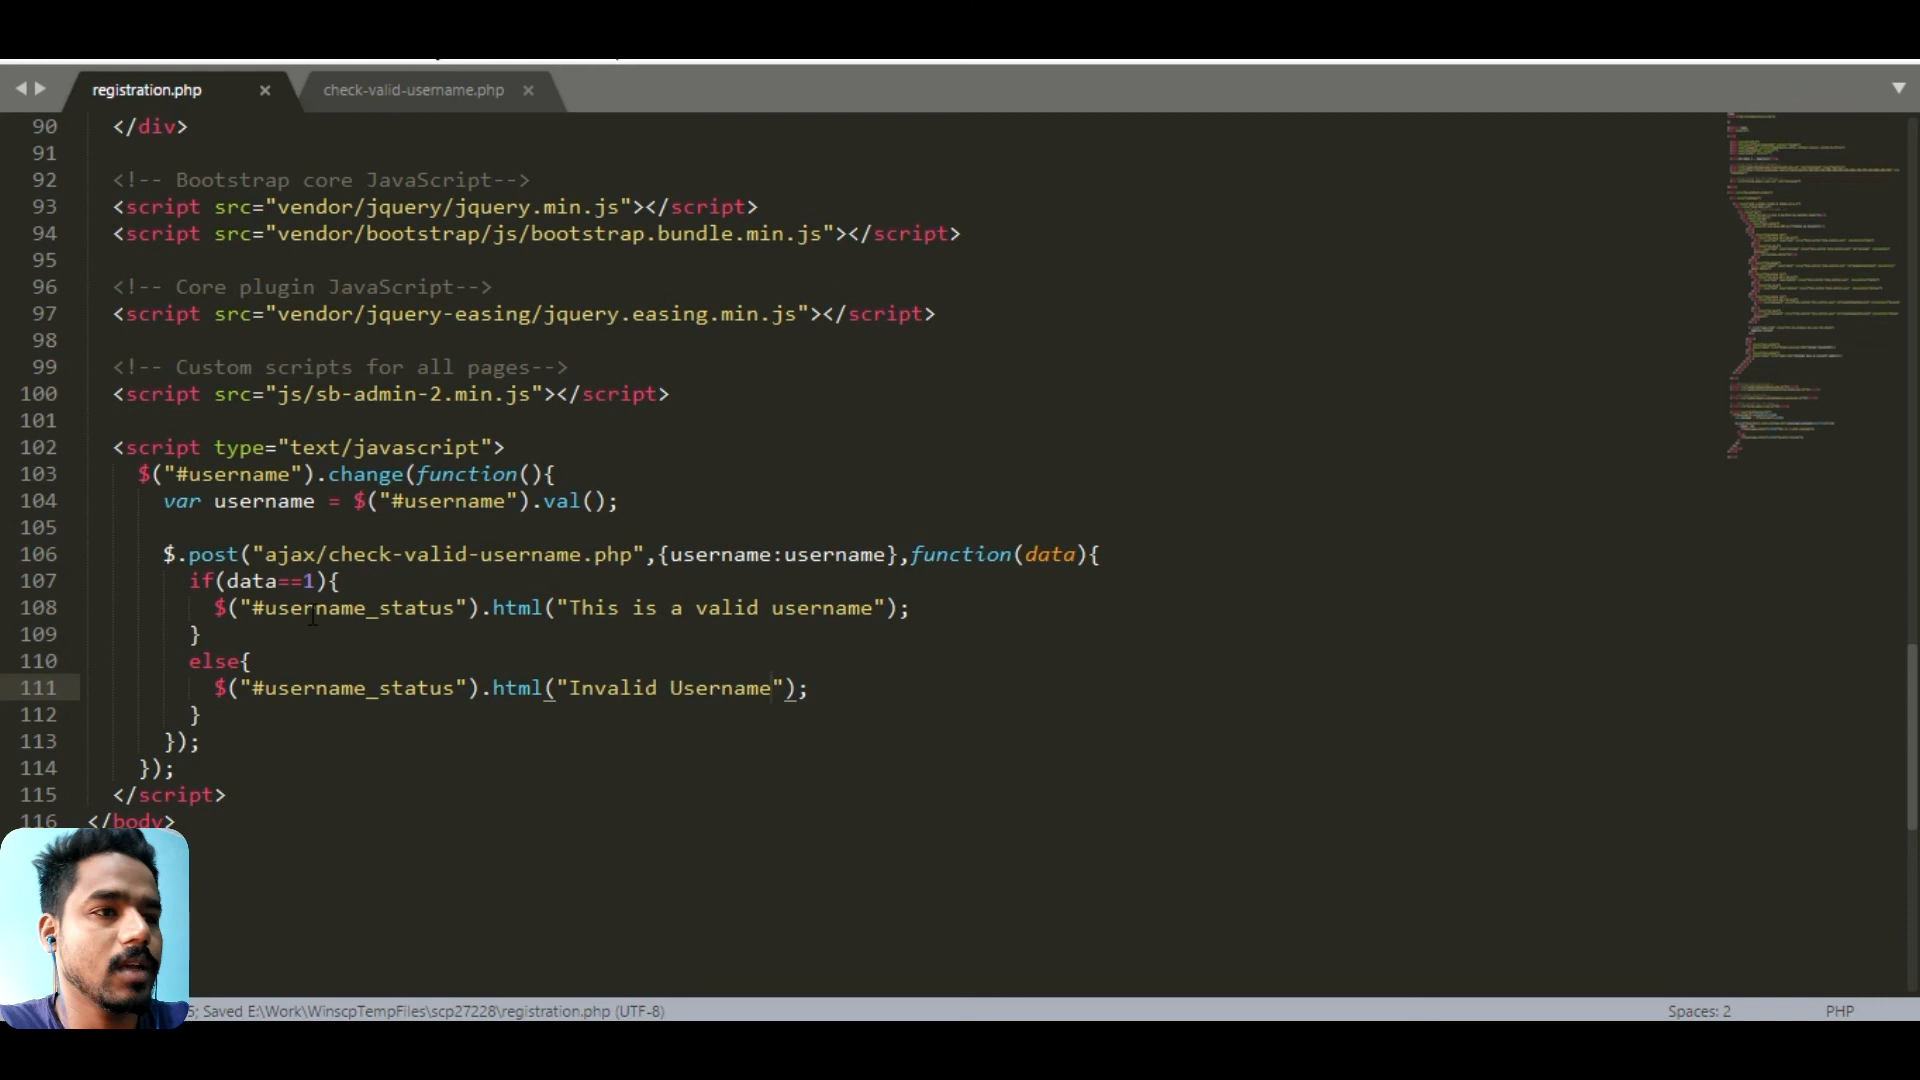 registration.php × check-valid-username.php ×
90 </div>
91
92 <!-- Bootstrap core JavaScript-->
93 <script src="vendor/jquery/jquery.min.js"></script>
94 <script src="vendor/bootstrap/js/bootstrap.bundle.min.js"></script>
95
96 <!-- Core plugin JavaScript-->
97 <script src="vendor/jquery-easing/jquery.easing.min.js"></script>
98
99 <!-- Custom scripts for all pages-->
100 <script src="js/sb-admin-2.min.js"></script>
101
102 <script type="text/javascript">
103 $("#username").change(function(){
104 var username = $("#username").val();
105
106 $.post("ajax/check-valid-username.php",{username:username},function(data){
107 if(data==1){
108 $("#username_status").html("This is a valid username");
109 }
110 else{
111 $("#username_status").html("Invalid Username");
112 }
113 });
114 });
115 </script>
116 </body>
5; Saved E:\Work\WinscpTempFiles\scp27228\registration.php (UTF-8) Spaces: 2 PHP